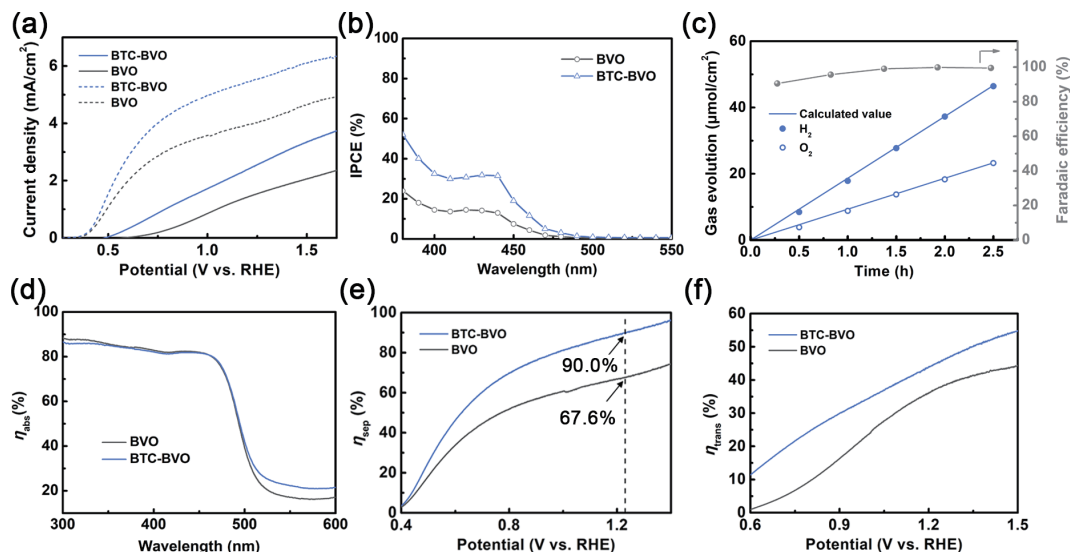 (a)
Current density (mA/cm²)
6
4
2
0
BTC-BVO
BVO
BTC-BVO
BVO
0.5
1.0
1.5
Potential (V vs. RHE)
(b)
IPCE (%)
100
80
60
40
20
0
BVO
BTC-BVO
400
450
500
550
Wavelength (nm)
(c)
Gas evolution (μmol/cm²)
60
40
20
0
Calculated value
H₂
O₂
0.0
0.5
1.0
1.5
2.0
2.5
Time (h)
100
80
60
40
20
0
Faradaic efficiency (%)
(d)
ηabs(%)
100
80
60
40
20
BVO
BTC-BVO
300
400
500
600
Wavelength (nm)
(e)
ηsep (%)
100
80
60
40
20
0
BTC-BVO
BVO
90.0%
67.6%
0.4
0.8
1.2
Potential (V vs. RHE)
(f)
ηtrans (%)
60
50
40
30
20
10
0
BTC-BVO
BVO
0.6
0.9
1.2
1.5
Potential (V vs. RHE)